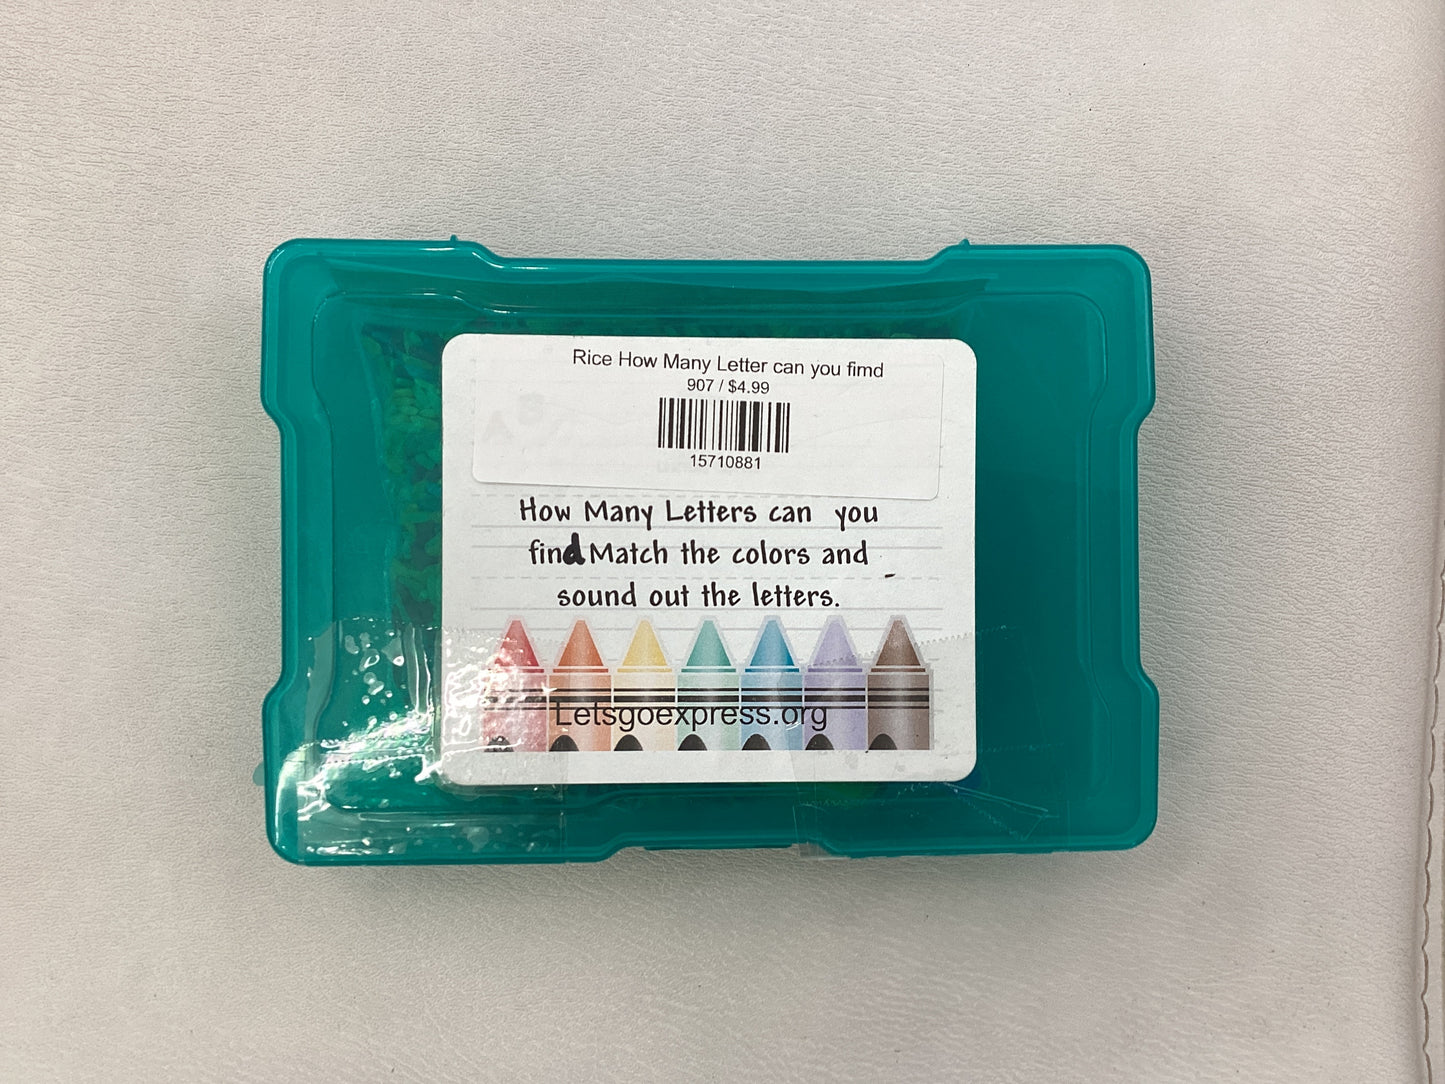 Rice How Many Letter can you fimd
907 / $4.99
15710881
How Many Letters can you
find Match the colors and
sound out the letters.
Letsgoexpress.org